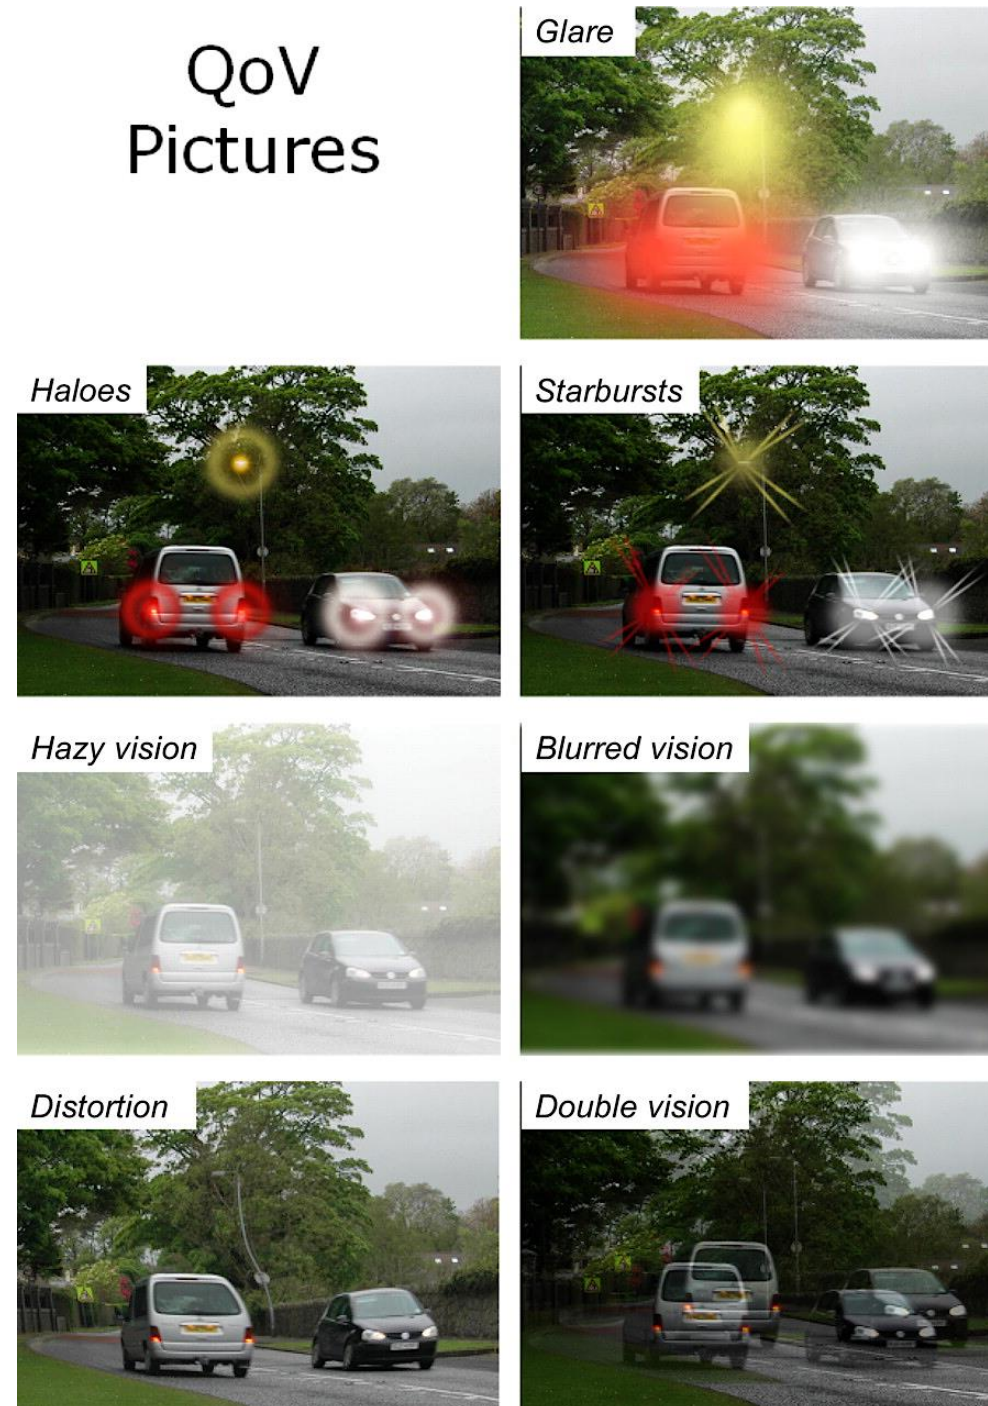 QoV
Pictures
Glare
Haloes
Starbursts
Hazy vision
Blurred vision
Distortion
Double vision